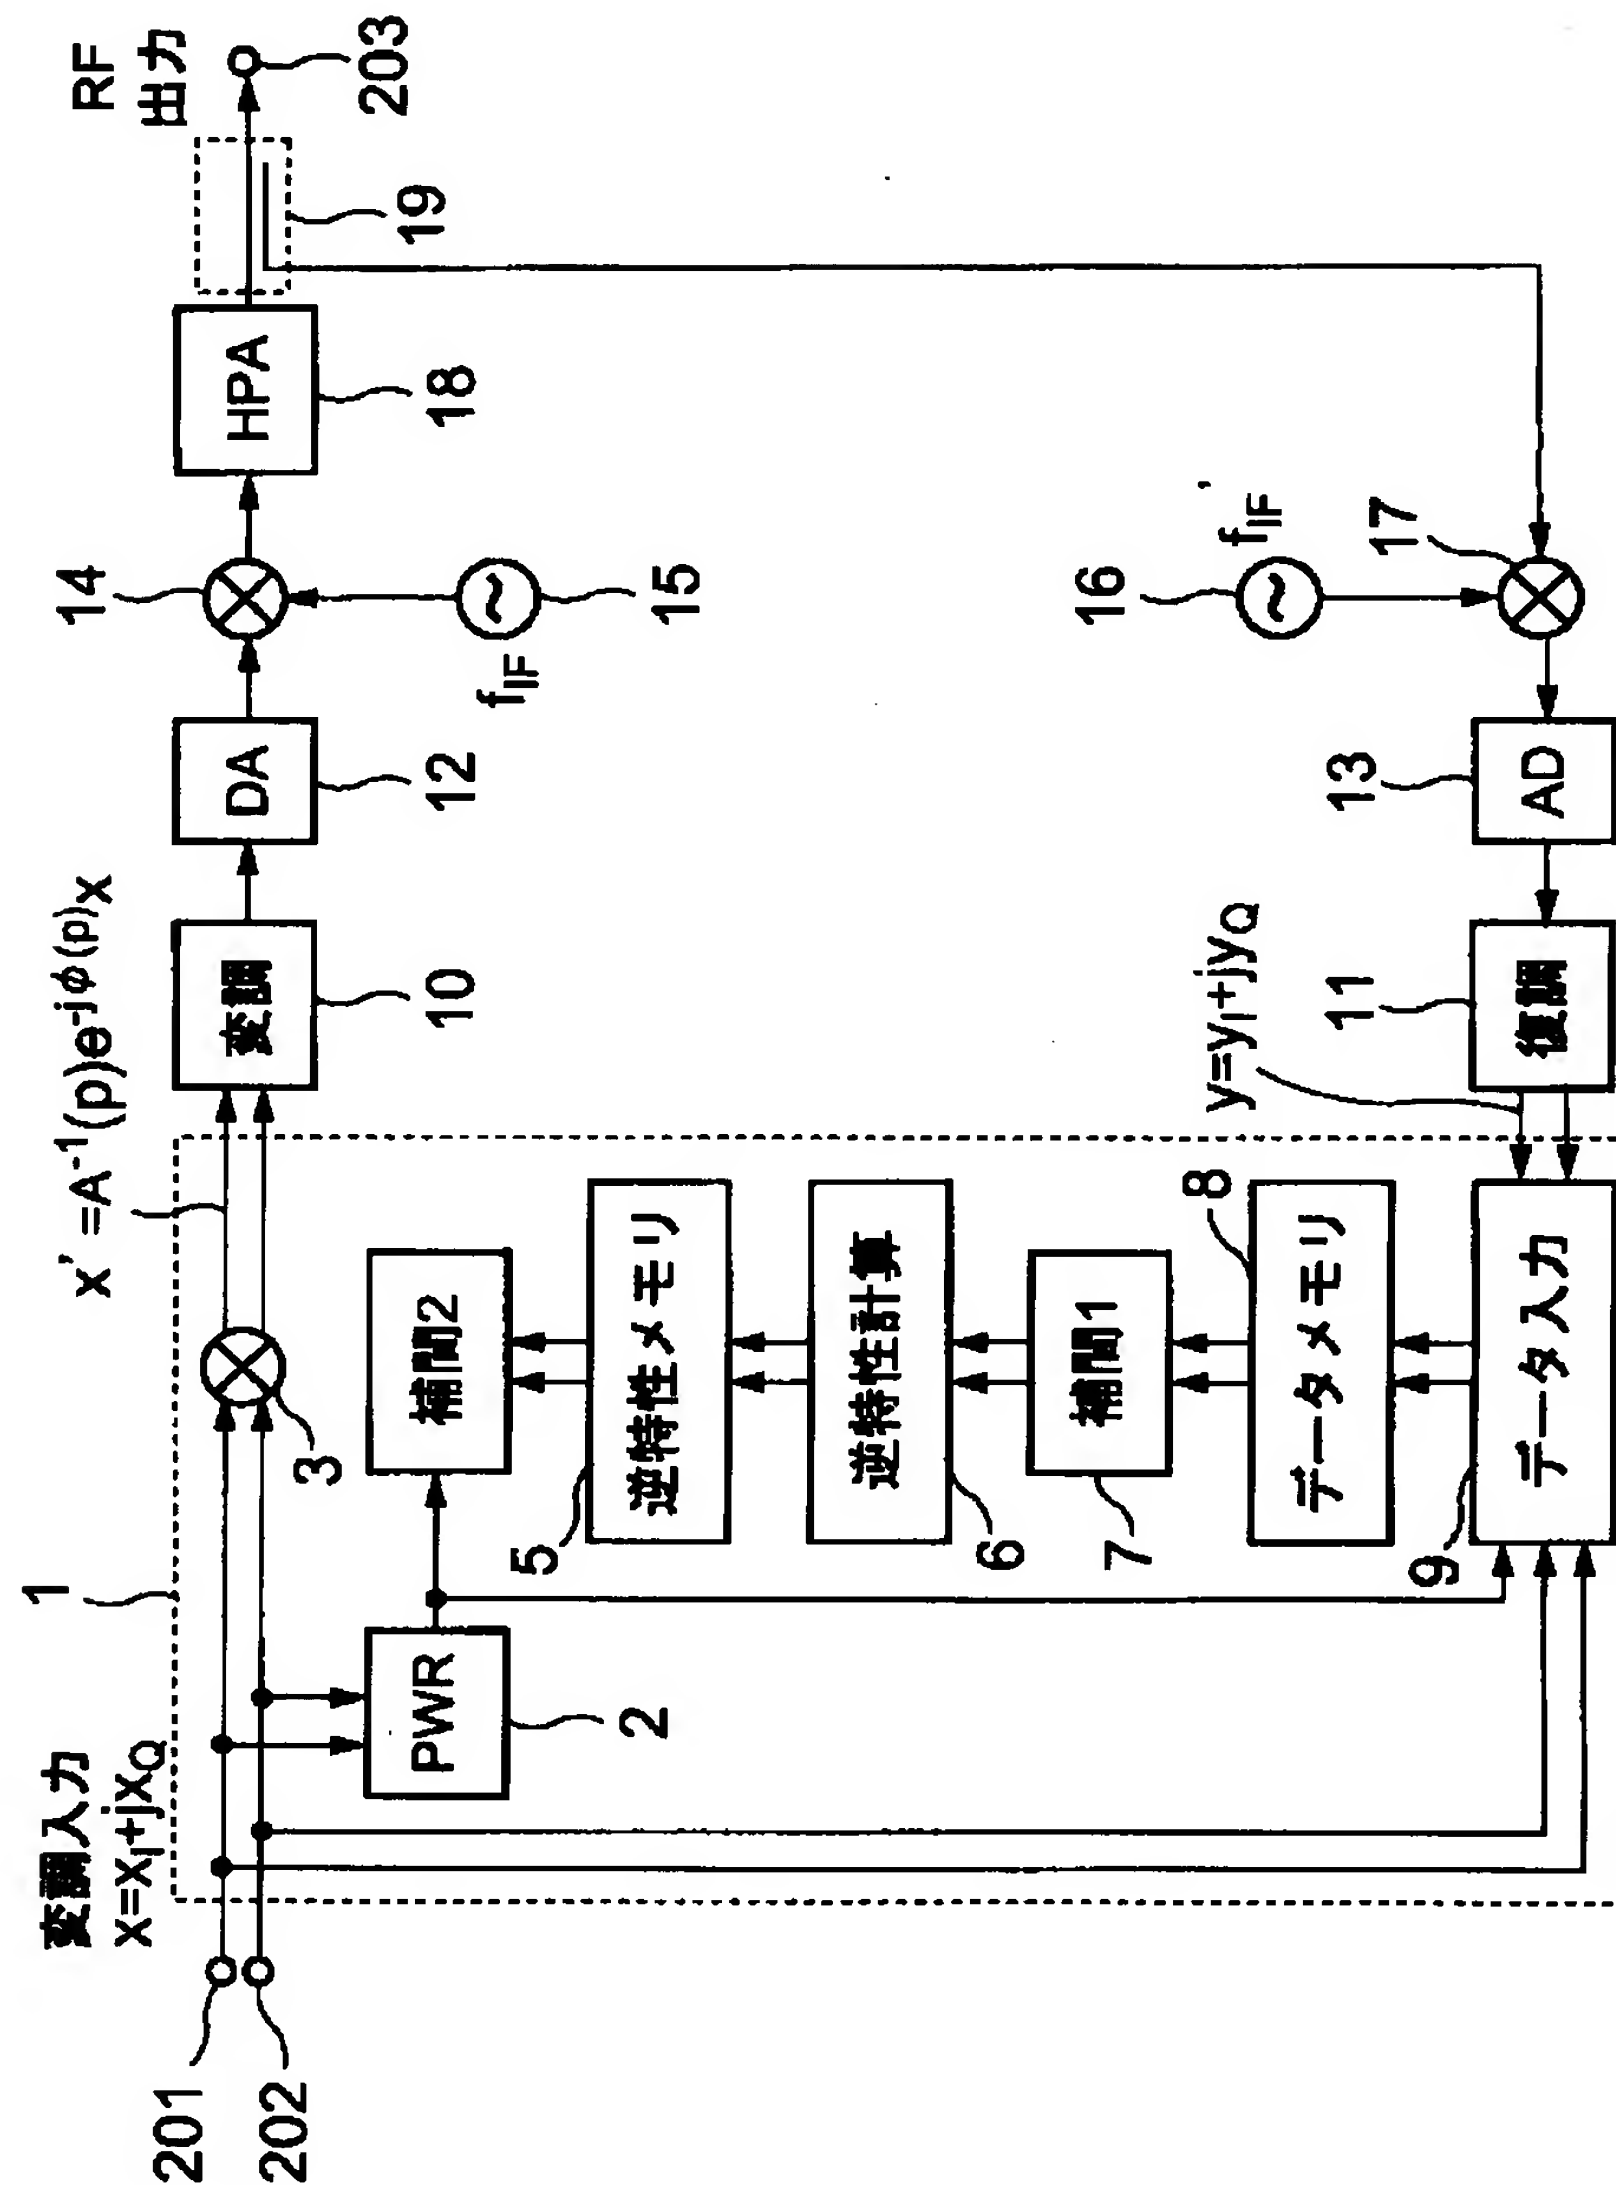 変調入力
x=x_I+jx_Q
201
202
1
3
x'=A⁻¹(p)e^{-jφ(p)}x
変調
10
DA
12
14
15
f_IF
HPA
18
19
RF
出力
203
PWR
2
補間2
逆特性メモリ
5
逆特性計算
6
補間1
7
データメモリ
8
データ入力
9
y=y_I+jy_Q
復調
11
AD
13
16
f_IF
17